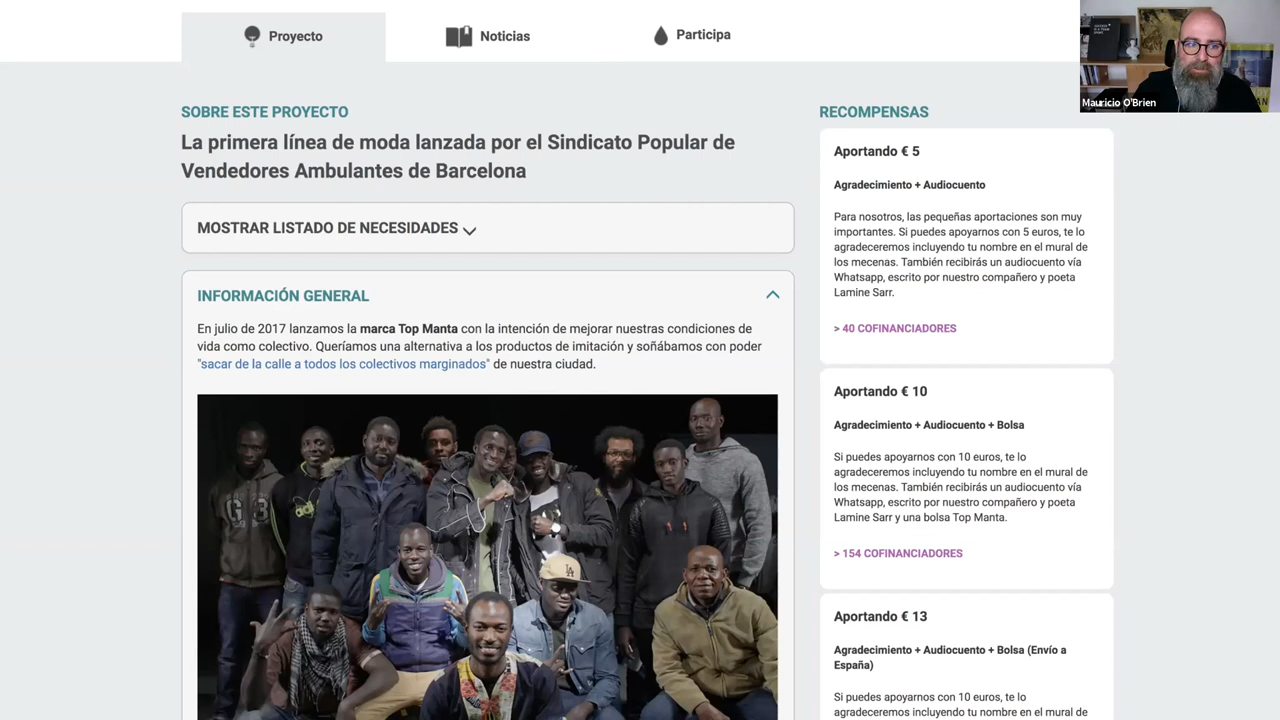 Proyecto
Noticias
Participa
Mauricio O'Brien
SOBRE ESTE PROYECTO
La primera línea de moda lanzada por el Sindicato Popular de
Vendedores Ambulantes de Barcelona
MOSTRAR LISTADO DE NECESIDADES
INFORMACIÓN GENERAL
En julio de 2017 lanzamos la marca Top Manta con la intención de mejorar nuestras condiciones de
vida como colectivo. Queríamos una alternativa a los productos de imitación y soñábamos con poder
"sacar de la calle a todos los colectivos marginados" de nuestra ciudad.
RECOMPENSAS
Aportando € 5
Agradecimiento + Audiocuento
Para nosotros, las pequeñas aportaciones son muy
importantes. Si puedes apoyarnos con 5 euros, te lo
agradeceremos incluyendo tu nombre en el mural de
los mecenas. También recibirás un audiocuento vía
Whatsapp, escrito por nuestro compañero y poeta
Lamine Sarr.
> 40 COFINANCIADORES
Aportando € 10
Agradecimiento + Audiocuento + Bolsa
Si puedes apoyarnos con 10 euros, te lo
agradeceremos incluyendo tu nombre en el mural de
los mecenas. También recibirás un audiocuento vía
Whatsapp, escrito por nuestro compañero y poeta
Lamine Sarr y una bolsa Top Manta.
> 154 COFINANCIADORES
Aportando € 13
Agradecimiento + Audiocuento + Bolsa (Envío a
España)
Si puedes apoyarnos con 10 euros, te lo
agradeceremos incluyendo tu nombre en el mural de